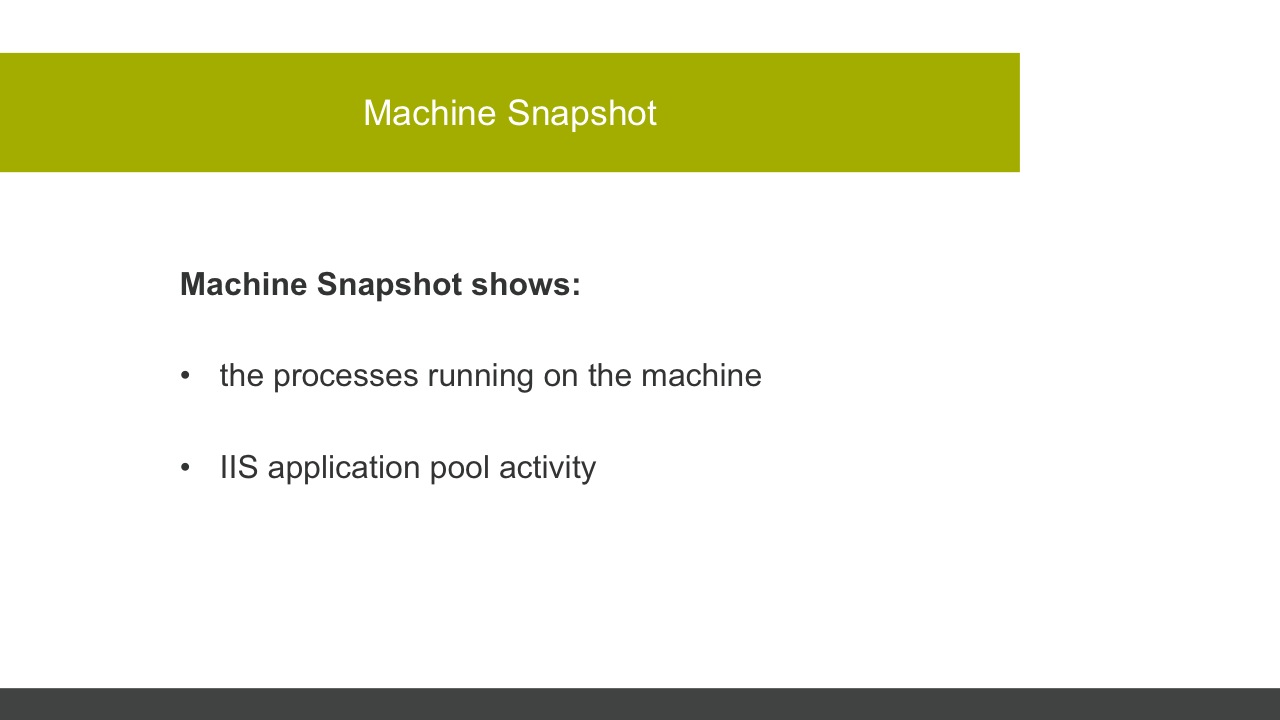 Machine Snapshot
Machine Snapshot shows:
• the processes running on the machine
• IIS application pool activity